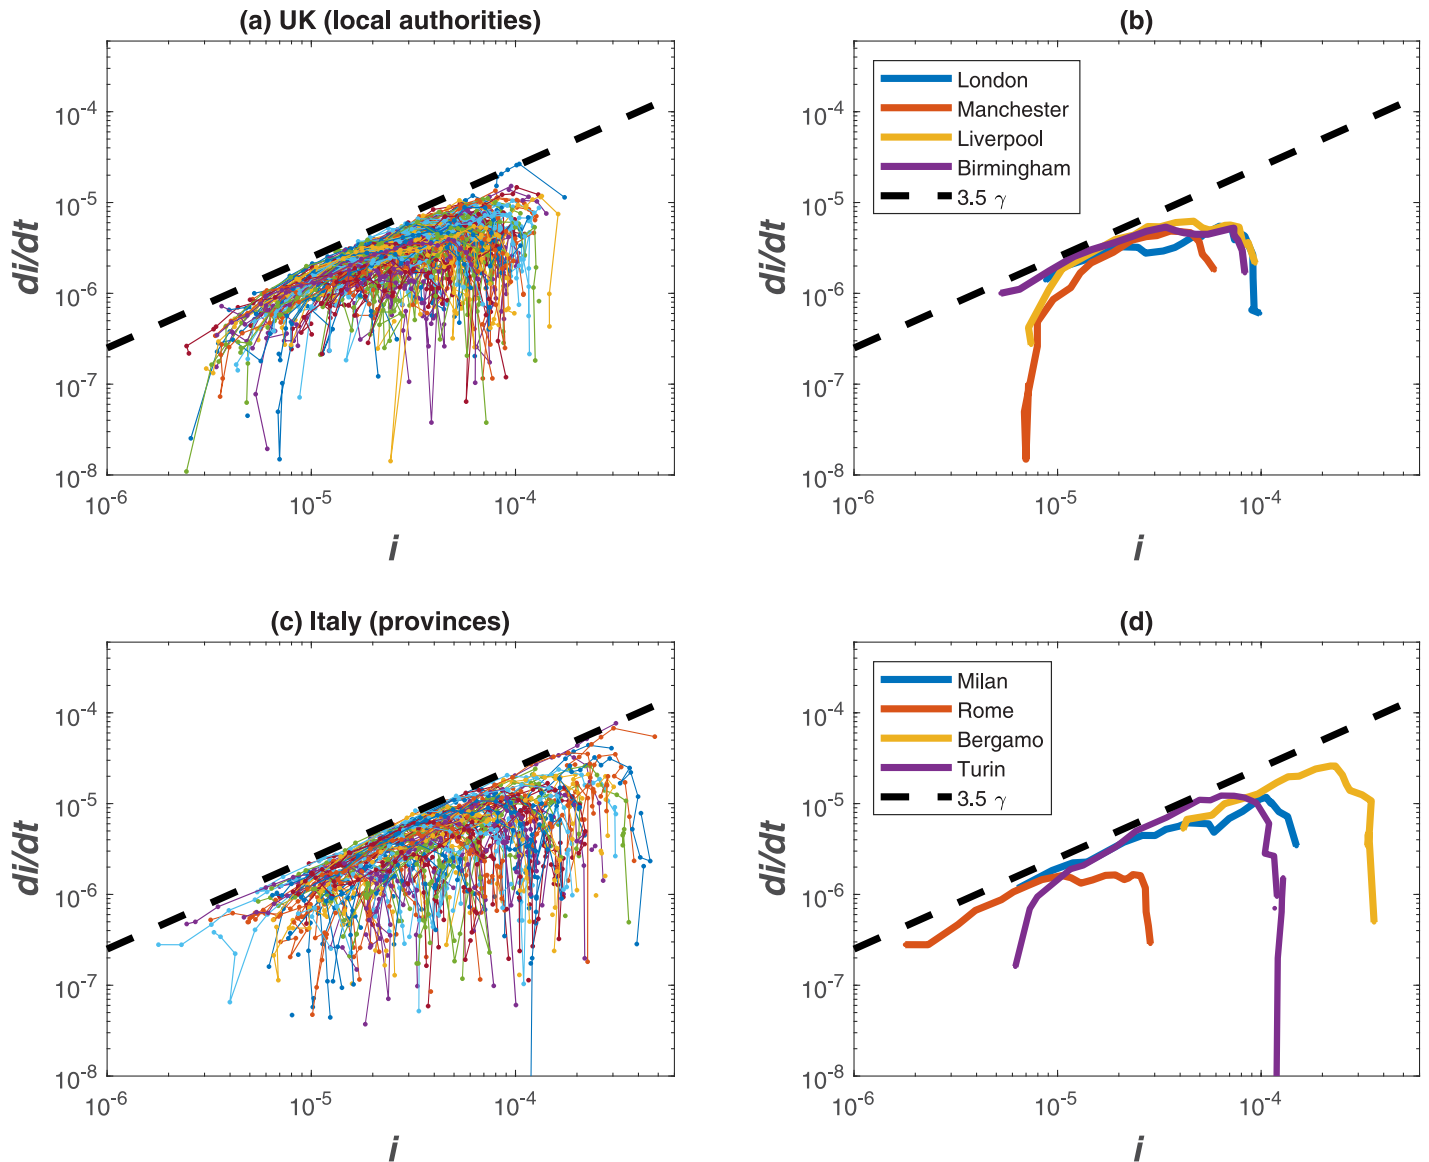 (a) UK (local authorities)
di/dt
10-4
10-5
10-6
10-7
10-8
10-6
10-5
10-4
i
(b)
London
Manchester
Liverpool
Birmingham
3.5 γ
di/dt
10-4
10-5
10-6
10-7
10-8
10-6
10-5
10-4
i
(c) Italy (provinces)
di/dt
10-4
10-5
10-6
10-7
10-8
10-6
10-5
10-4
i
(d)
Milan
Rome
Bergamo
Turin
3.5 γ
di/dt
10-4
10-5
10-6
10-7
10-8
10-6
10-5
10-4
i